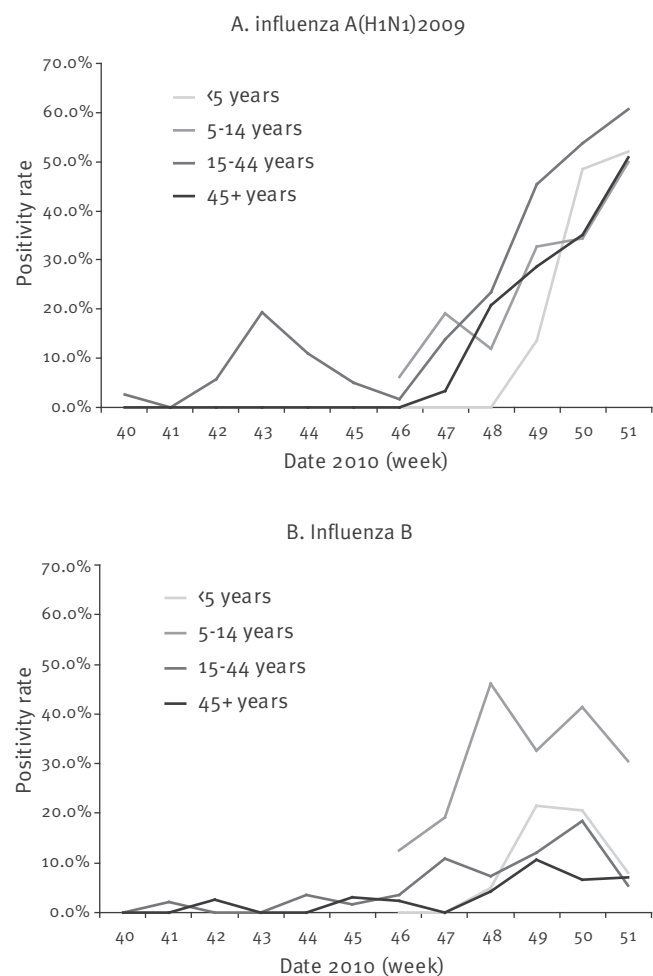 A. influenza A(H1N1)2009
70.0%
60.0%
50.0%
40.0%
30.0%
20.0%
10.0%
0.0%
Positivity rate
<5 years
5-14 years
15-44 years
45+ years
40 41 42 43 44 45 46 47 48 49 50 51
Date 2010 (week)
B. Influenza B
70.0%
60.0%
50.0%
40.0%
30.0%
20.0%
10.0%
0.0%
Positivity rate
<5 years
5-14 years
15-44 years
45+ years
40 41 42 43 44 45 46 47 48 49 50 51
Date 2010 (week)